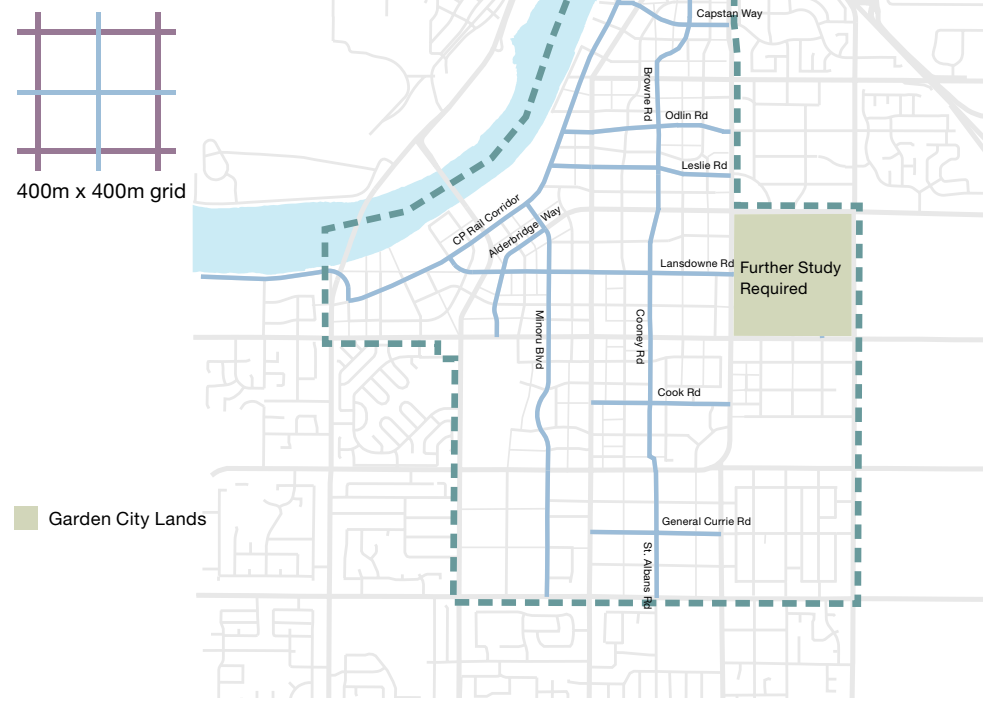 Capstan Way
Browne Rd
Odlin Rd
Leslie Rd
400m x 400m grid
CP Rail Corridor
Alderbridge Way
Lansdowne Rd
Further Study
Required
Minoru Blvd
Cooney Rd
Cook Rd
Garden City Lands
General Currie Rd
St. Albans Rd